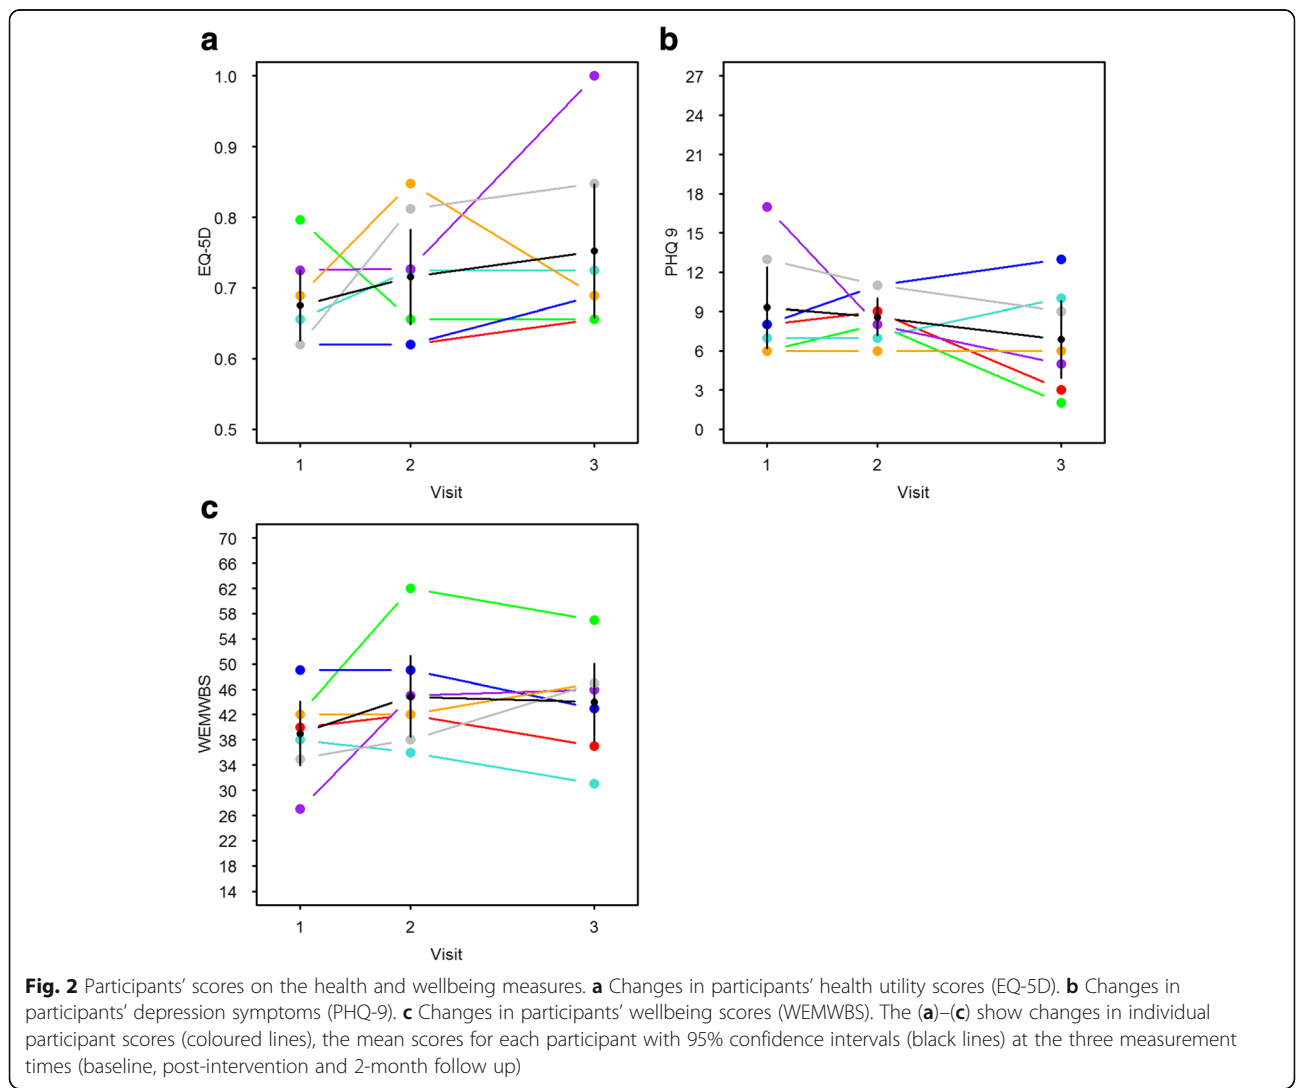 a
1.0
0.9
0.8
0.7
0.6
0.5
EQ-5D
1 2 3
Visit
b
27
24
21
18
15
12
9
6
3
0
PHQ 9
1 2 3
Visit
c
70
66
62
58
54
50
46
42
38
34
30
26
22
18
14
WEMWBS
1 2 3
Visit
Fig. 2 Participants' scores on the health and wellbeing measures. a Changes in participants' health utility scores (EQ-5D). b Changes in
participants' depression symptoms (PHQ-9). c Changes in participants' wellbeing scores (WEMWBS). The (a)–(c) show changes in individual
participant scores (coloured lines), the mean scores for each participant with 95% confidence intervals (black lines) at the three measurement
times (baseline, post-intervention and 2-month follow up)